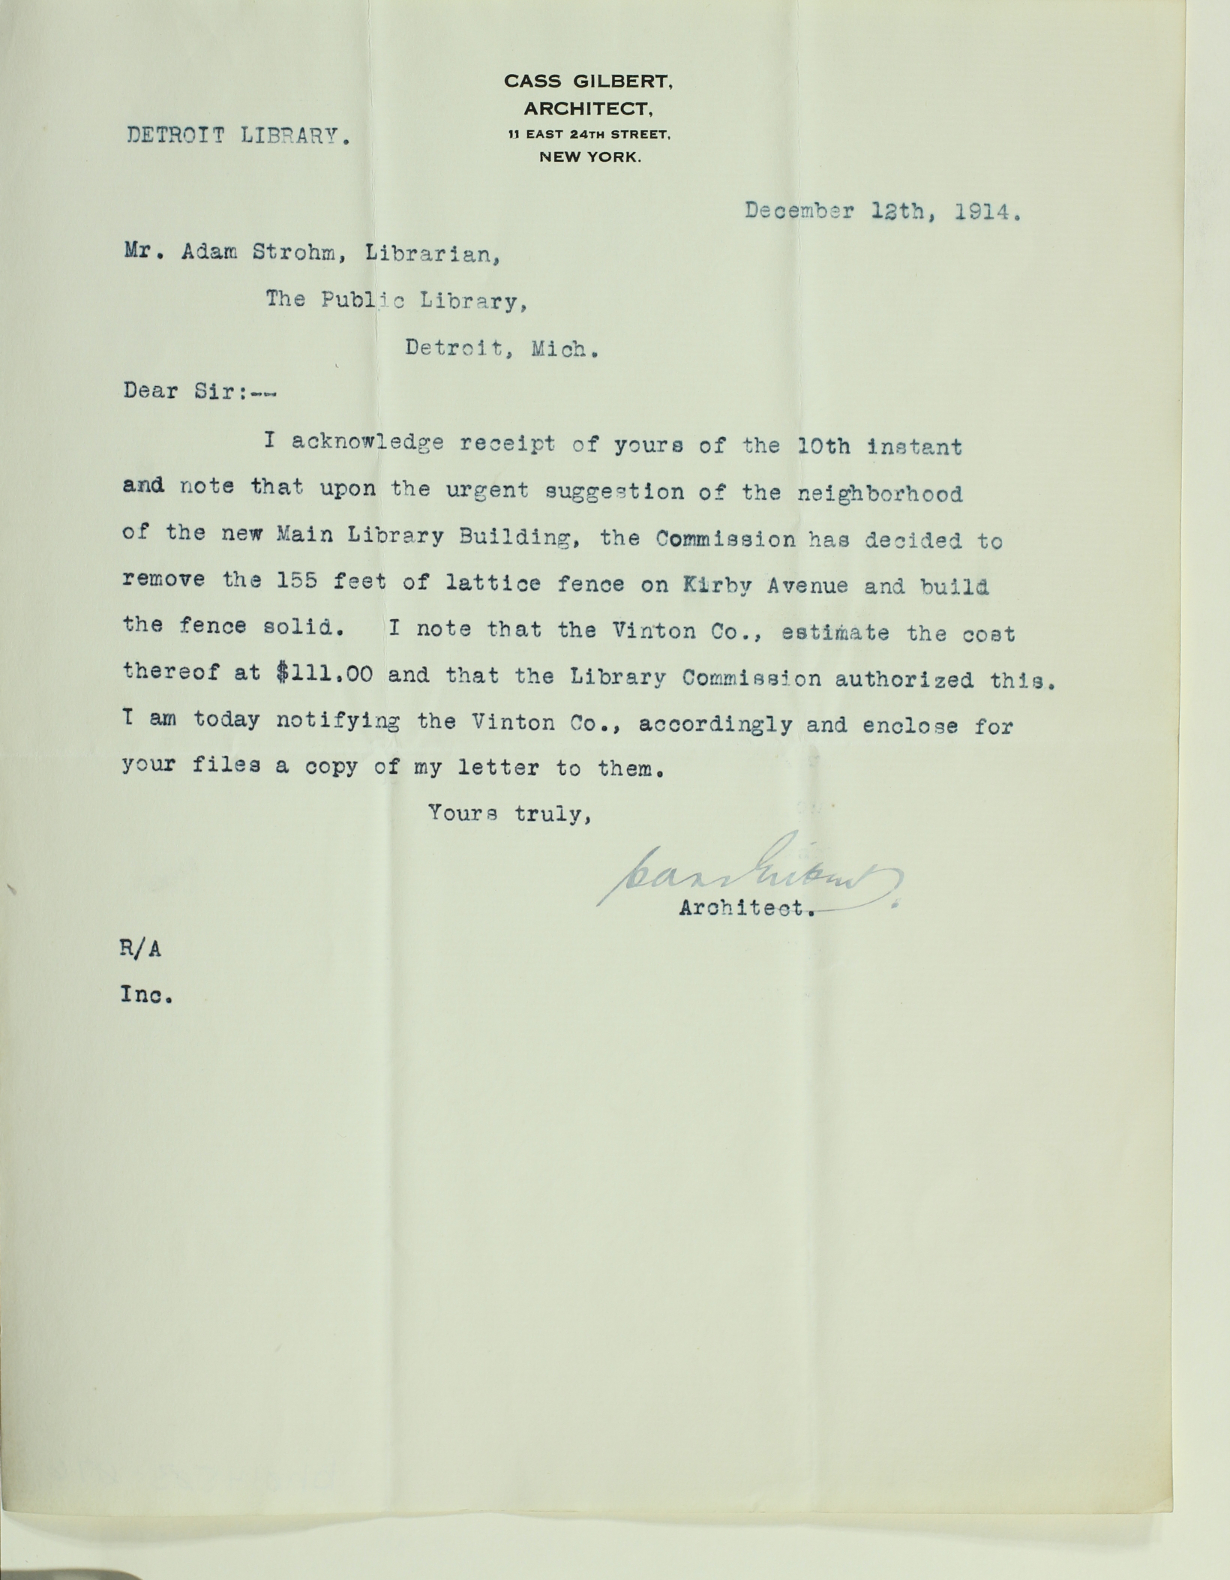 CASS GILBERT,
ARCHITECT,
11 EAST 24TH STREET,
NEW YORK.
DETROIT LIBRARY.
December 12th, 1914.
Mr. Adam Strohm, Librarian,
The Public Library,
Detroit, Mich.
Dear Sir:--
I acknowledge receipt of yours of the 10th instant
and note that upon the urgent suggestion of the neighborhood
of the new Main Library Building, the Commission has decided to
remove the 155 feet of lattice fence on Kirby Avenue and build
the fence solid. I note that the Vinton Co., estimate the cost
thereof at $111.00 and that the Library Commission authorized this.
I am today notifying the Vinton Co., accordingly and enclose for
your files a copy of my letter to them.
Yours truly,
Cass Gilbert
Architect.
R/A
Inc.